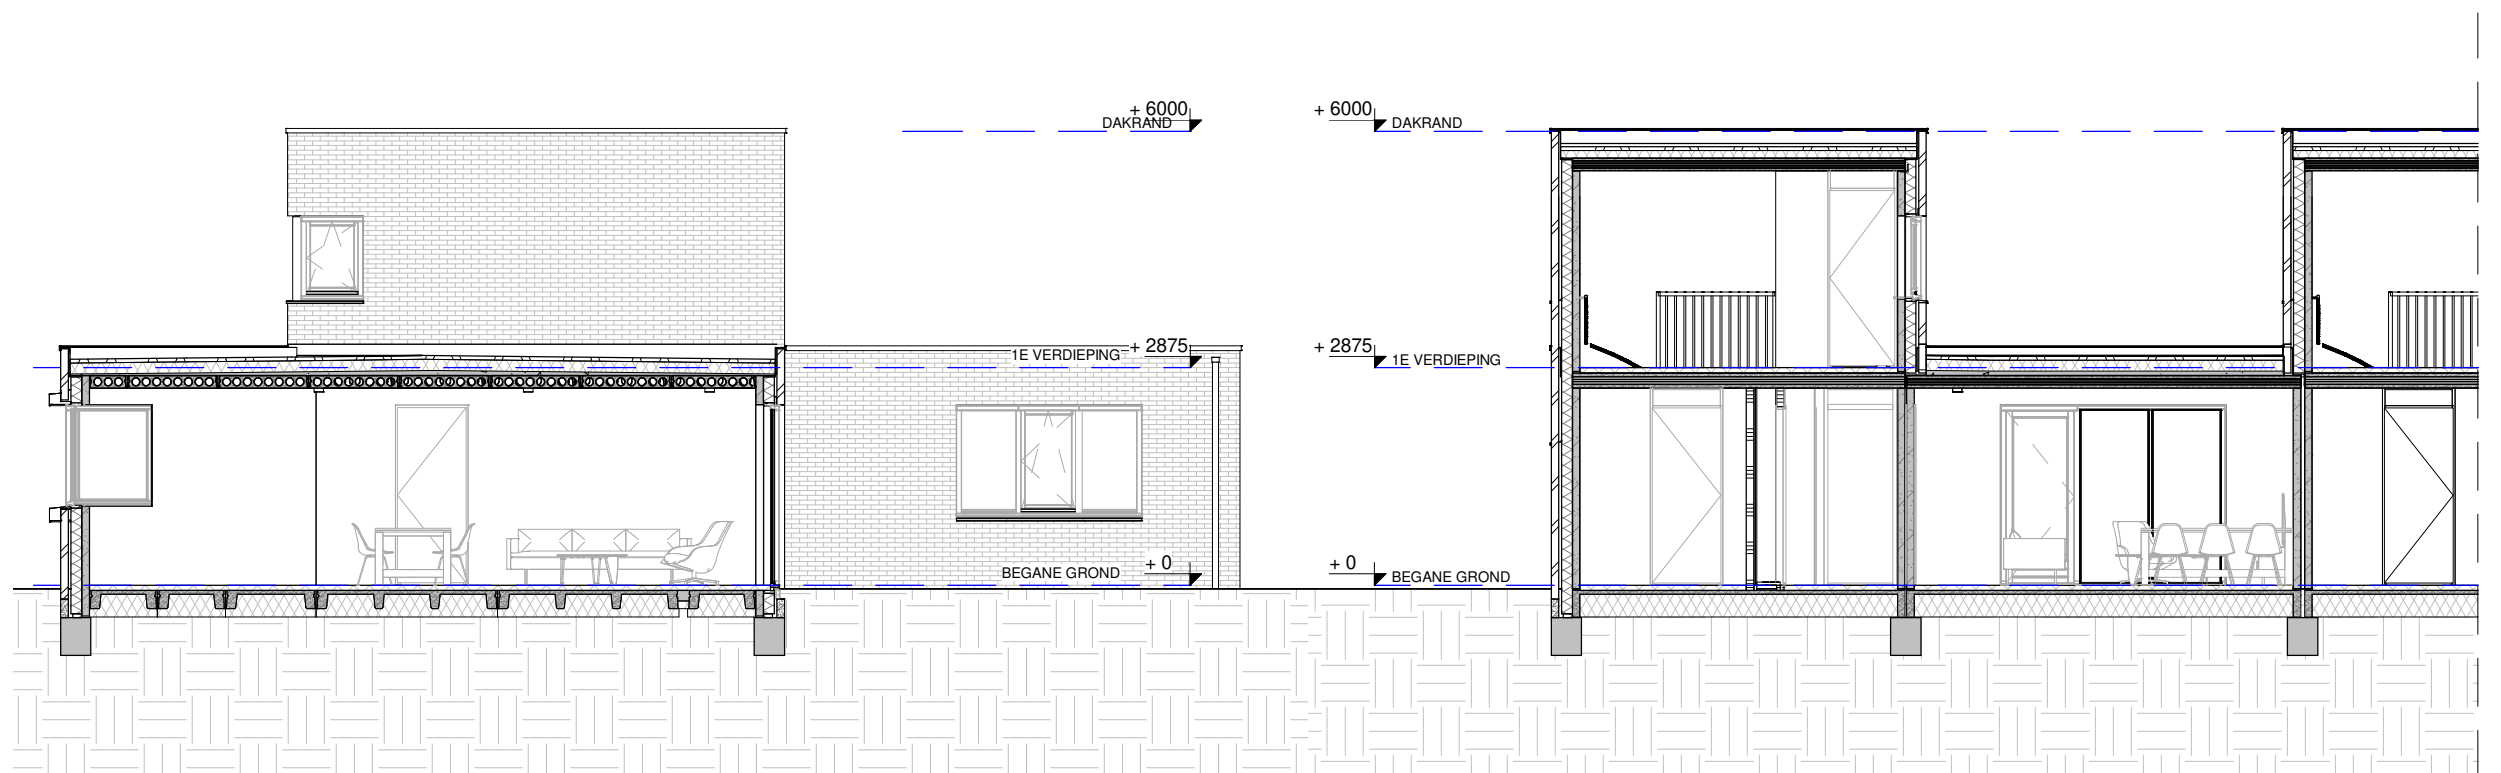 + 6000
DAKRAND
+ 6000
DAKRAND
+ 2875
1E VERDIEPING
+ 2875
1E VERDIEPING
+ 0
BEGANE GROND
+ 0
BEGANE GROND